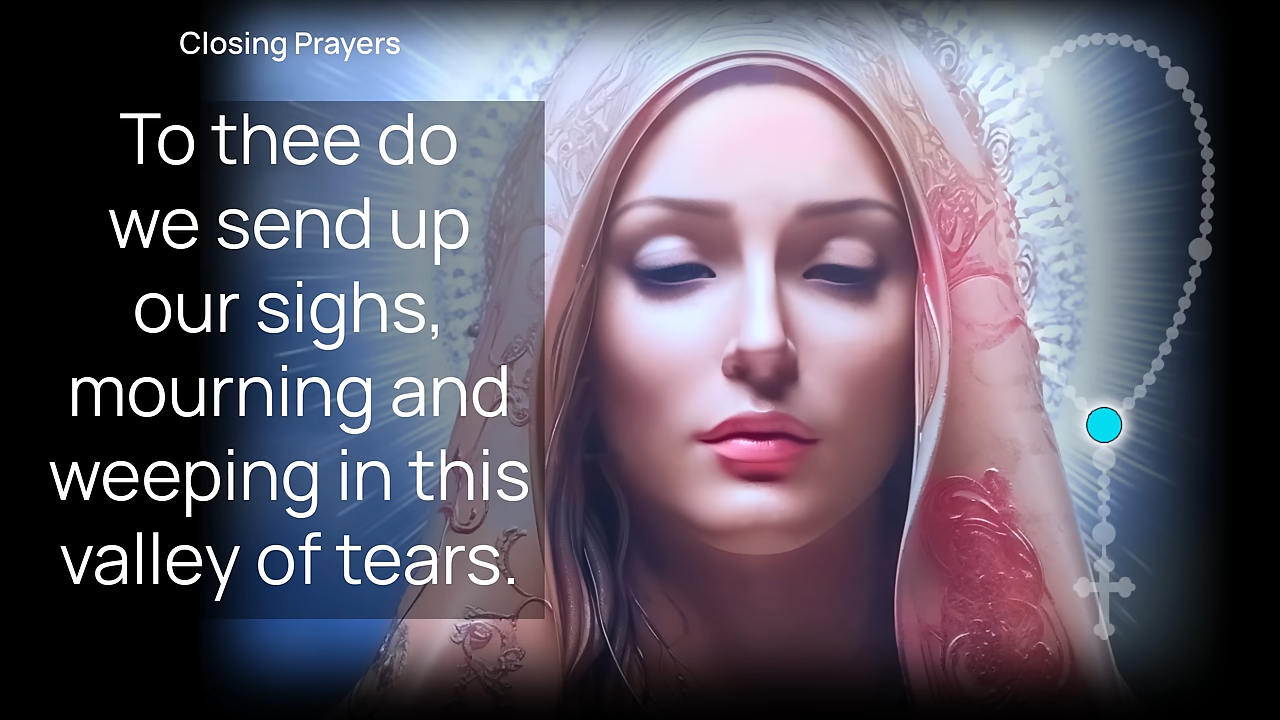 Closing Prayers
To thee do
we send up
our sighs,
mourning and
weeping in this
valley of tears.